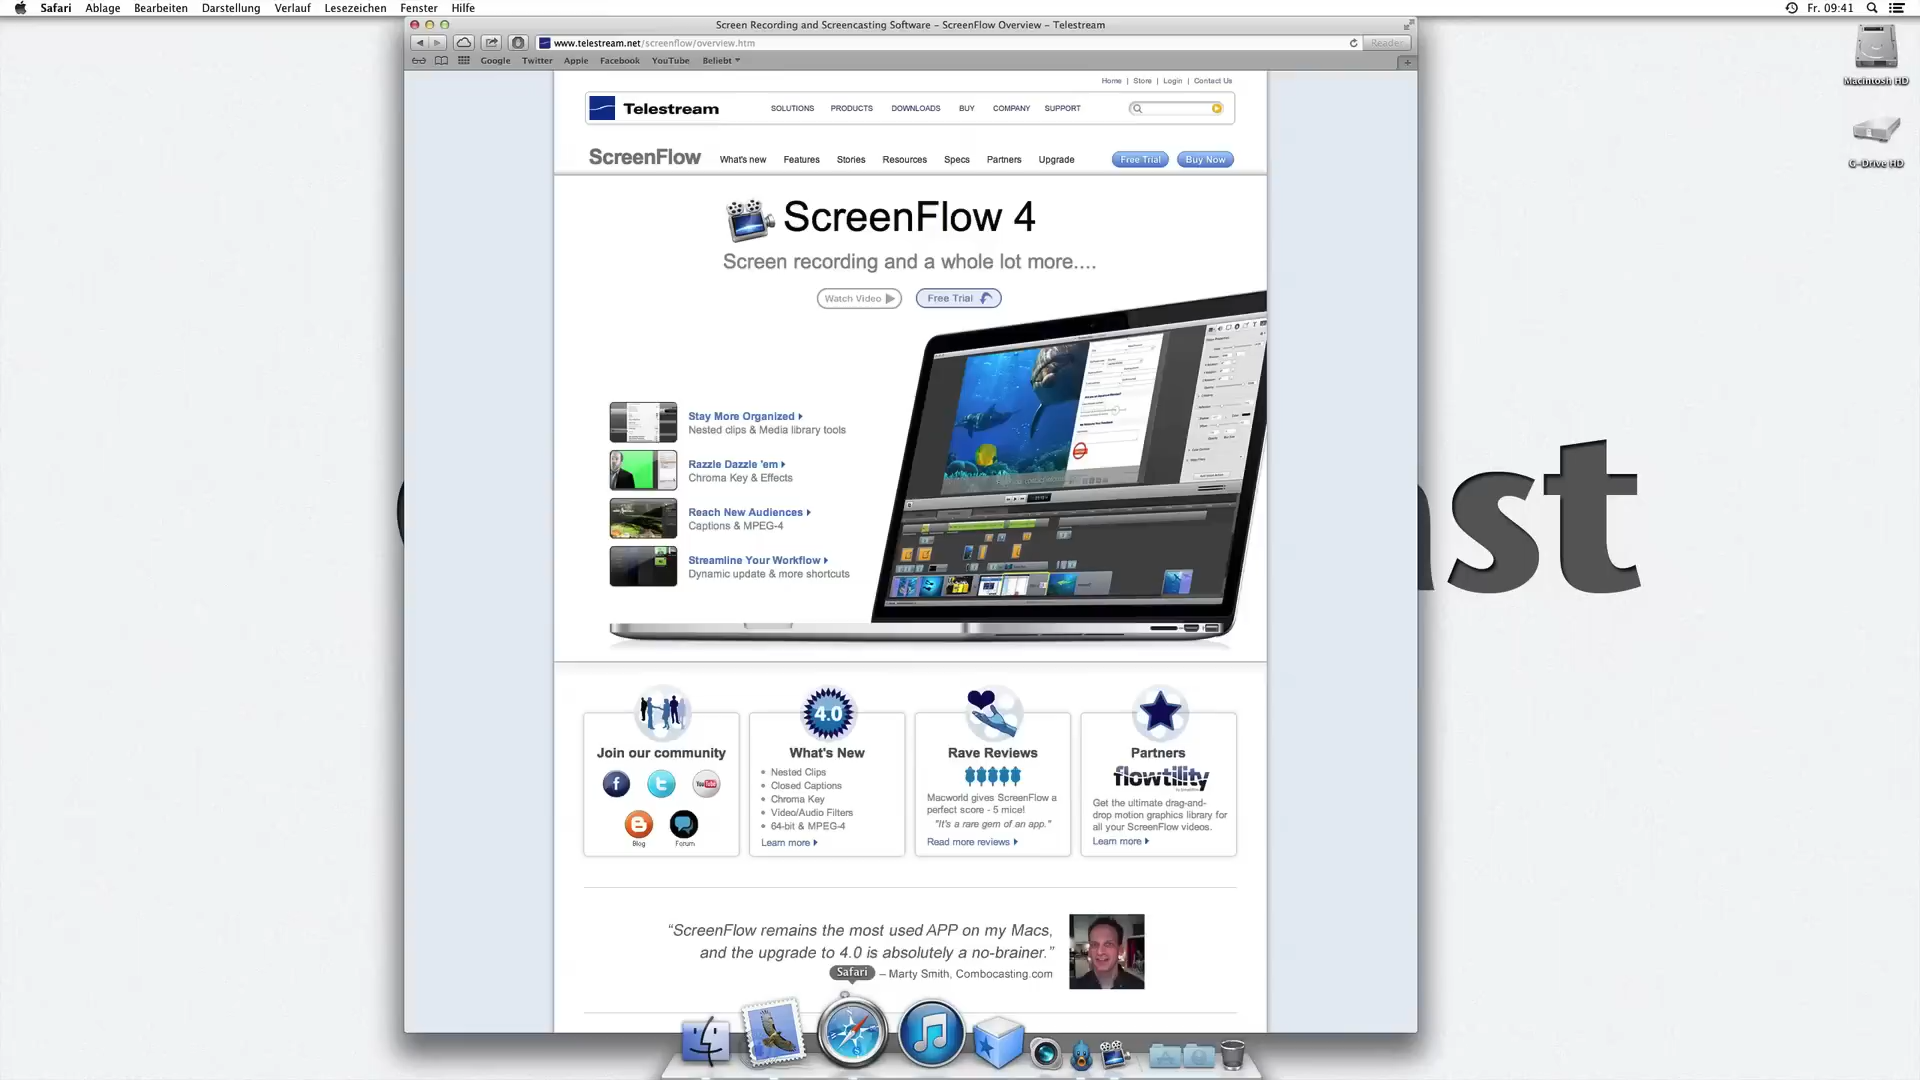 Safari Ablage Bearbeiten Darstellung Verlauf Lesezeichen Fenster Hilfe Fr. 09:41
Screen Recording and Screencasting Software – ScreenFlow Overview – Telestream
www.telestream.net/screenflow/overview.htm Reader
Google Twitter Apple Facebook YouTube Beliebt
Macintosh HD
G-Drive HD
Home | Store | Login | Contact Us
Telestream SOLUTIONS PRODUCTS DOWNLOADS BUY COMPANY SUPPORT
ScreenFlow What's new Features Stories Resources Specs Partners Upgrade Free Trial Buy Now
ScreenFlow 4
Screen recording and a whole lot more....
Watch Video Free Trial
Stay More Organized
Nested clips & Media library tools
Razzle Dazzle 'em
Chroma Key & Effects
Reach New Audiences
Captions & MPEG-4
Streamline Your Workflow
Dynamic update & more shortcuts
ast
Join our community
f t You Tube
Blog Forum
4.0
What's New
• Nested Clips
• Closed Captions
• Chroma Key
• Video/Audio Filters
• 64-bit & MPEG-4
Learn more
Rave Reviews
Macworld gives ScreenFlow a
perfect score - 5 mice!
"It's a rare gem of an app."
Read more reviews
Partners
flowtility
Get the ultimate drag-and-
drop motion graphics library for
all your ScreenFlow videos.
Learn more
“ScreenFlow remains the most used APP on my Macs,
and the upgrade to 4.0 is absolutely a no-brainer.”
– Marty Smith, Combocasting.com
Safari